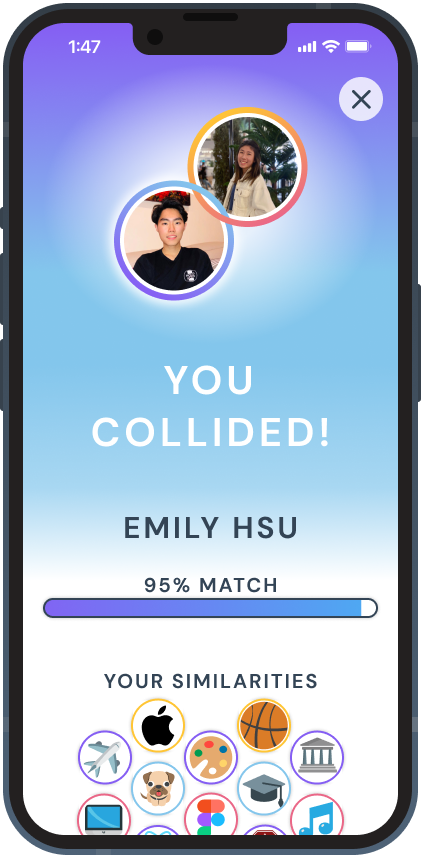 1:47
YOU
COLLIDED!
EMILY HSU
95% MATCH
YOUR SIMILARITIES